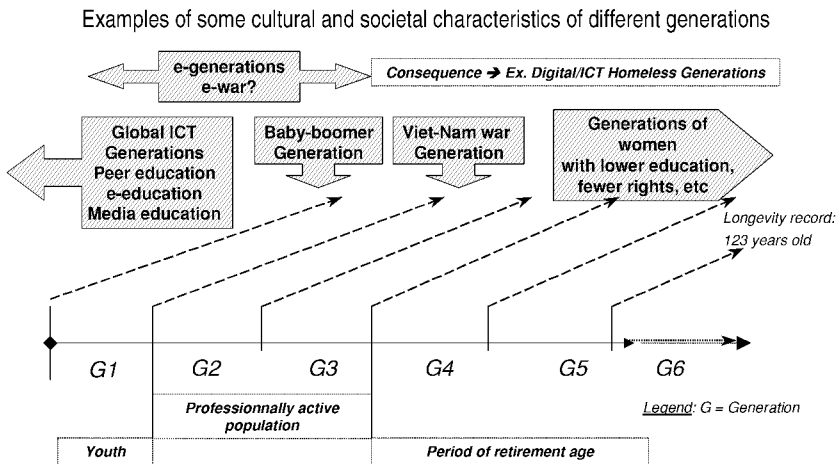 Examples of some cultural and societal characteristics of different generations
e-generations
e-war?
Consequence ➔ Ex. Digital/ICT Homeless Generations
Global ICT
Generations
Peer education
e-education
Media education
Baby-boomer
Generation
Viet-Nam war
Generation
Generations of
women
with lower education,
fewer rights, etc
Longevity record:
123 years old
G1
G2
G3
G4
G5
G6
Professionnally active
population
Legend: G = Generation
Youth
Period of retirement age